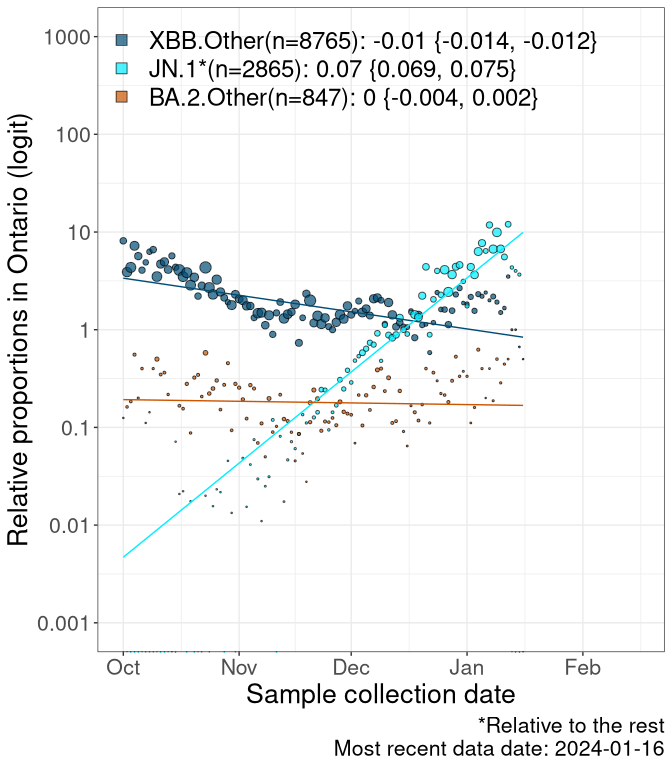 XBB.Other(n=8765): -0.01 {-0.014, -0.012}
JN.1*(n=2865): 0.07 {0.069, 0.075}
BA.2.Other(n=847): 0 {-0.004, 0.002}
Relative proportions in Ontario (logit)
1000
100
10
1
0.1
0.01
0.001
Oct Nov Dec Jan Feb
Sample collection date
*Relative to the rest
Most recent data date: 2024-01-16